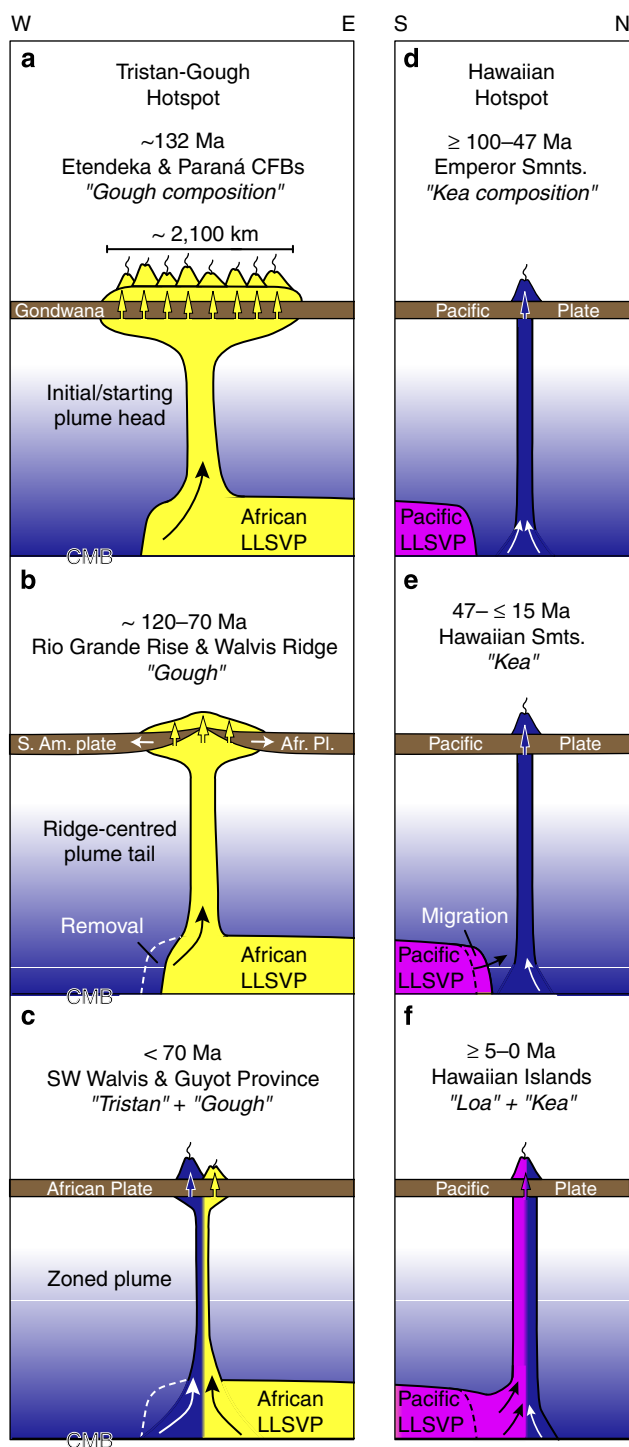 W E
a
Tristan-Gough
Hotspot
~132 Ma
Etendeka & Paraná CFBs
"Gough composition"
~ 2,100 km
Gondwana
Initial/starting
plume head
African
LLSVP
CMB
b
~ 120–70 Ma
Rio Grande Rise & Walvis Ridge
"Gough"
S. Am. plate Afr. Pl.
Ridge-centred
plume tail
Removal
African
LLSVP
CMB
c
< 70 Ma
SW Walvis & Guyot Province
"Tristan" + "Gough"
African Plate
Zoned plume
African
LLSVP
CMB
S N
d
Hawaiian
Hotspot
≥ 100–47 Ma
Emperor Smnts.
"Kea composition"
Pacific Plate
Pacific
LLSVP
e
47– ≤ 15 Ma
Hawaiian Smts.
"Kea"
Pacific Plate
Migration
Pacific
LLSVP
f
≥ 5–0 Ma
Hawaiian Islands
"Loa" + "Kea"
Pacific Plate
Pacific
LLSVP